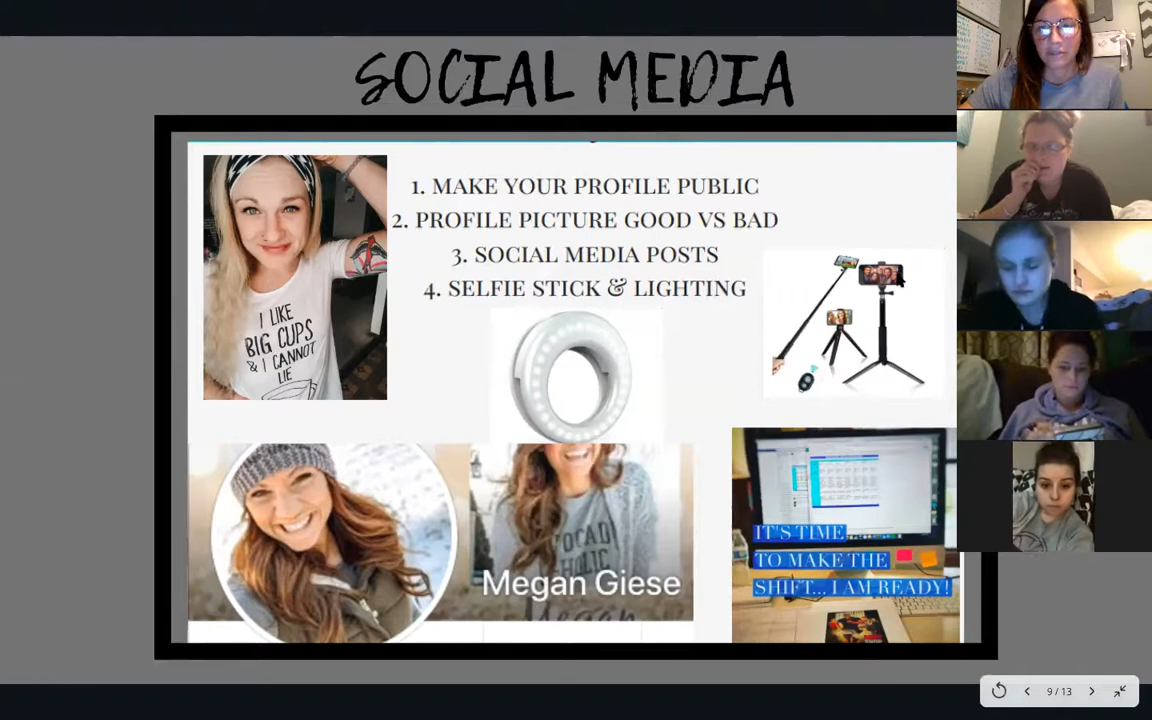 SOCIAL MEDIA
1. MAKE YOUR PROFILE PUBLIC
2. PROFILE PICTURE GOOD VS BAD
3. SOCIAL MEDIA POSTS
4. SELFIE STICK & LIGHTING
I LIKE
BIG CUPS
& I CANNOT
LIE
Megan Giese
IT'S TIME
TO MAKE THE
SHIFT... I AM READY!
9 / 13